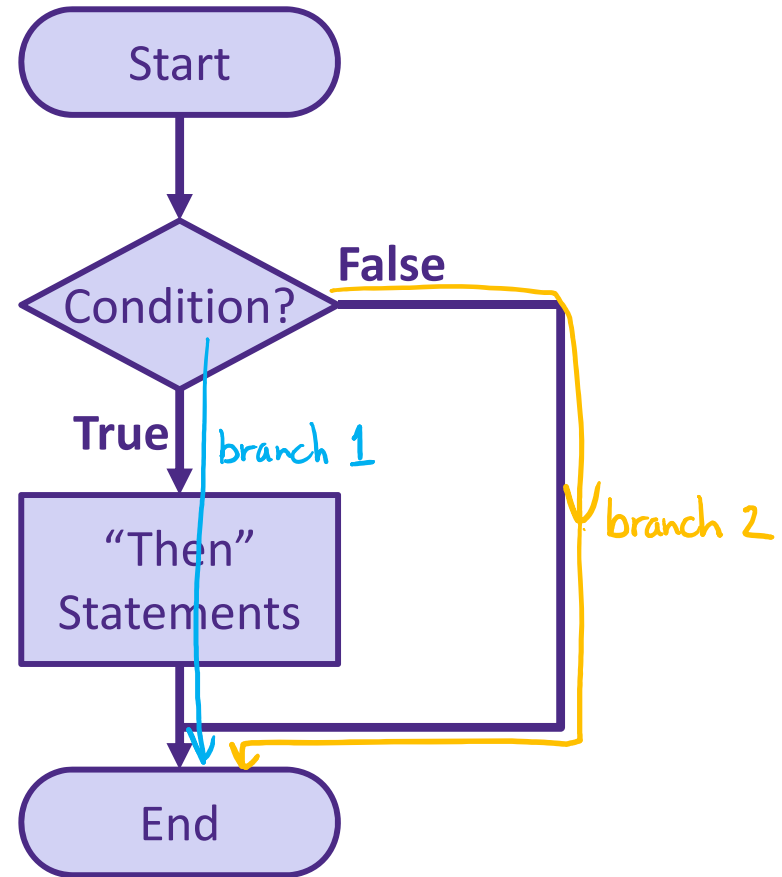 Start
False
Condition?
True
branch 1
“Then”
Statements
branch 2
End